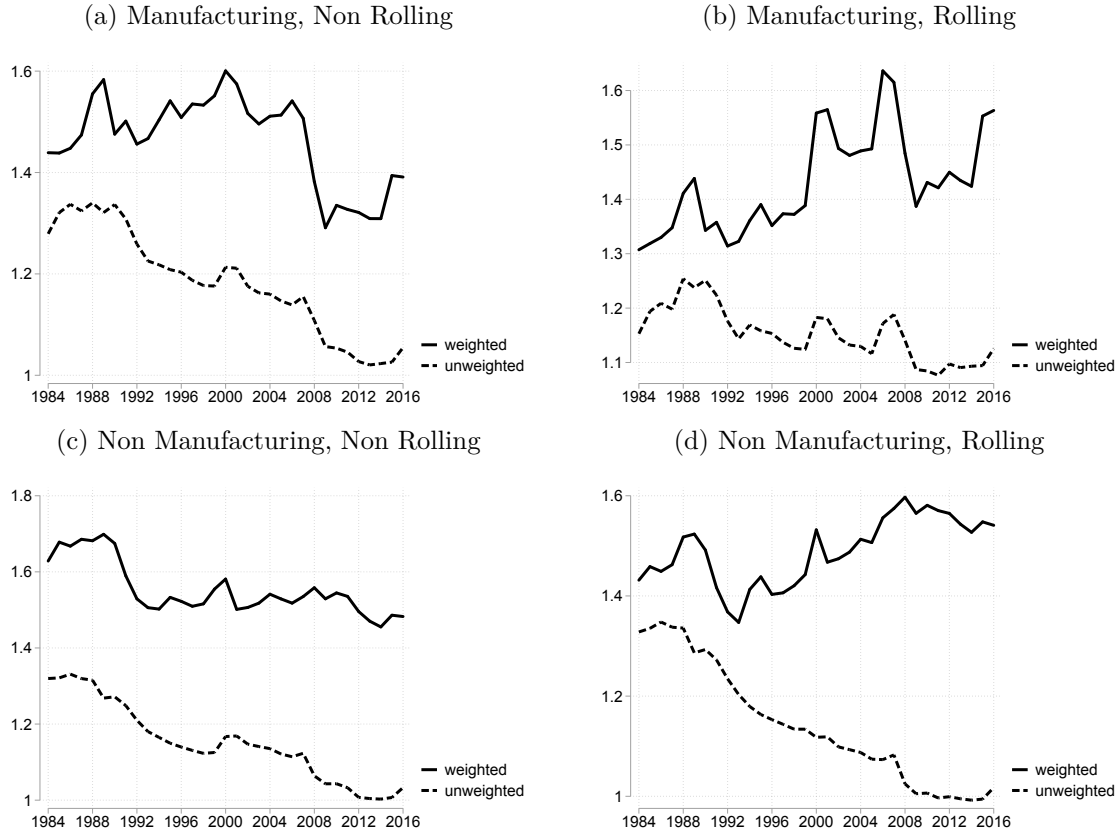 (a) Manufacturing, Non Rolling
1.6
1.4
1.2
1
1984 1988 1992 1996 2000 2004 2008 2012 2016
weighted
unweighted
(b) Manufacturing, Rolling
1.6
1.5
1.4
1.3
1.2
1.1
1984 1988 1992 1996 2000 2004 2008 2012 2016
weighted
unweighted
(c) Non Manufacturing, Non Rolling
1.8
1.6
1.4
1.2
1
1984 1988 1992 1996 2000 2004 2008 2012 2016
weighted
unweighted
(d) Non Manufacturing, Rolling
1.6
1.4
1.2
1
1984 1988 1992 1996 2000 2004 2008 2012 2016
weighted
unweighted